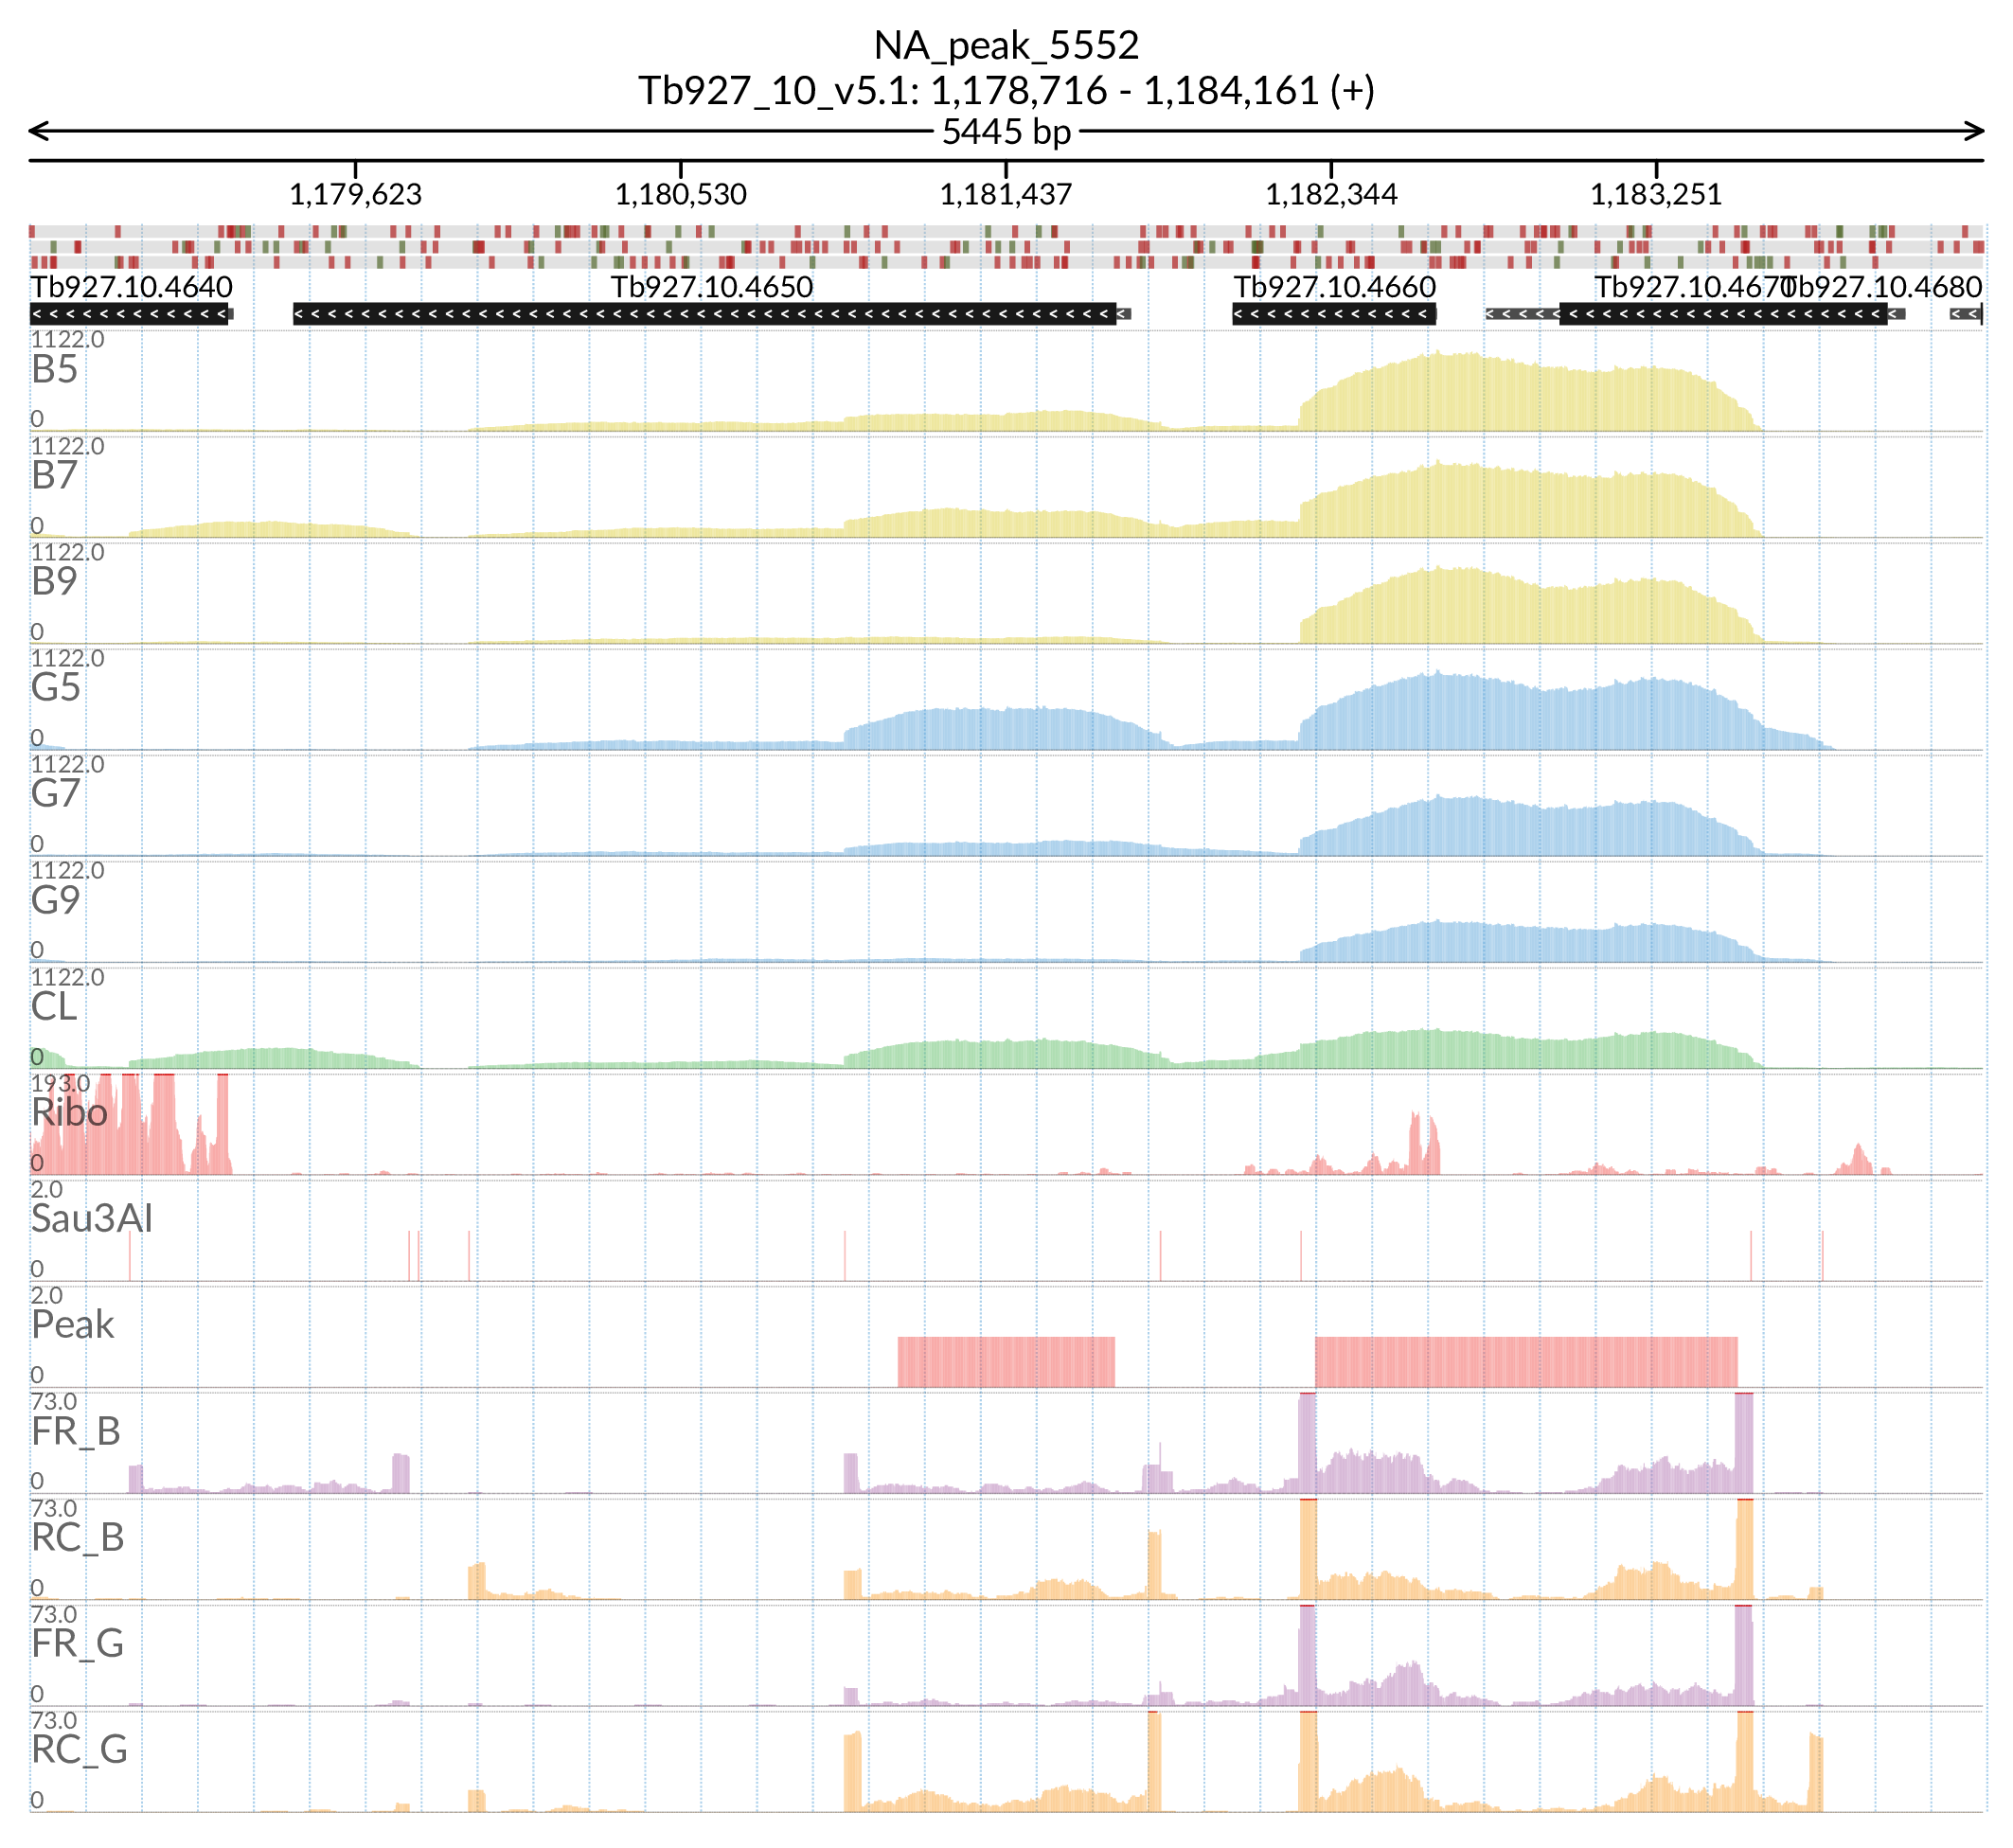 NA_peak_5552
Tb927_10_v5.1: 1,178,716 - 1,184,161 (+)
5445 bp
1,179,623 1,180,530 1,181,437 1,182,344 1,183,251
Tb927.10.4640 Tb927.10.4650 Tb927.10.4660 Tb927.10.4670 Tb927.10.4680
1122.0
B5
0
1122.0
B7
0
1122.0
B9
0
1122.0
G5
0
1122.0
G7
0
1122.0
G9
0
1122.0
CL
0
193.0
Ribo
0
2.0
Sau3AI
0
2.0
Peak
0
73.0
FR_B
0
73.0
RC_B
0
73.0
FR_G
0
73.0
RC_G
0